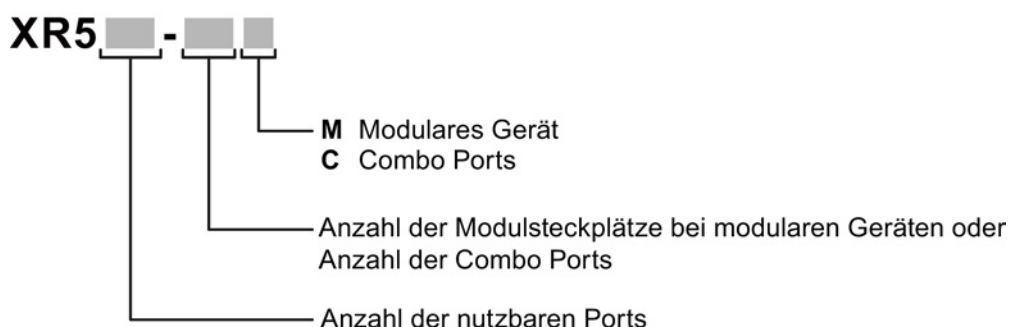 XR5 -
M Modulares Gerät
C Combo Ports
Anzahl der Modulsteckplätze bei modularen Geräten oder
Anzahl der Combo Ports
Anzahl der nutzbaren Ports